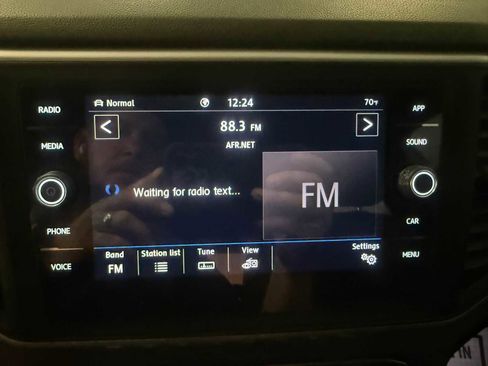 RADIO
MEDIA
PHONE
VOICE
Normal 12:24 70°F
88.3 FM
AFR.NET
Waiting for radio text...
FM
Band Station list Tune View Settings
FM
APP
SOUND
CAR
MENU
IN